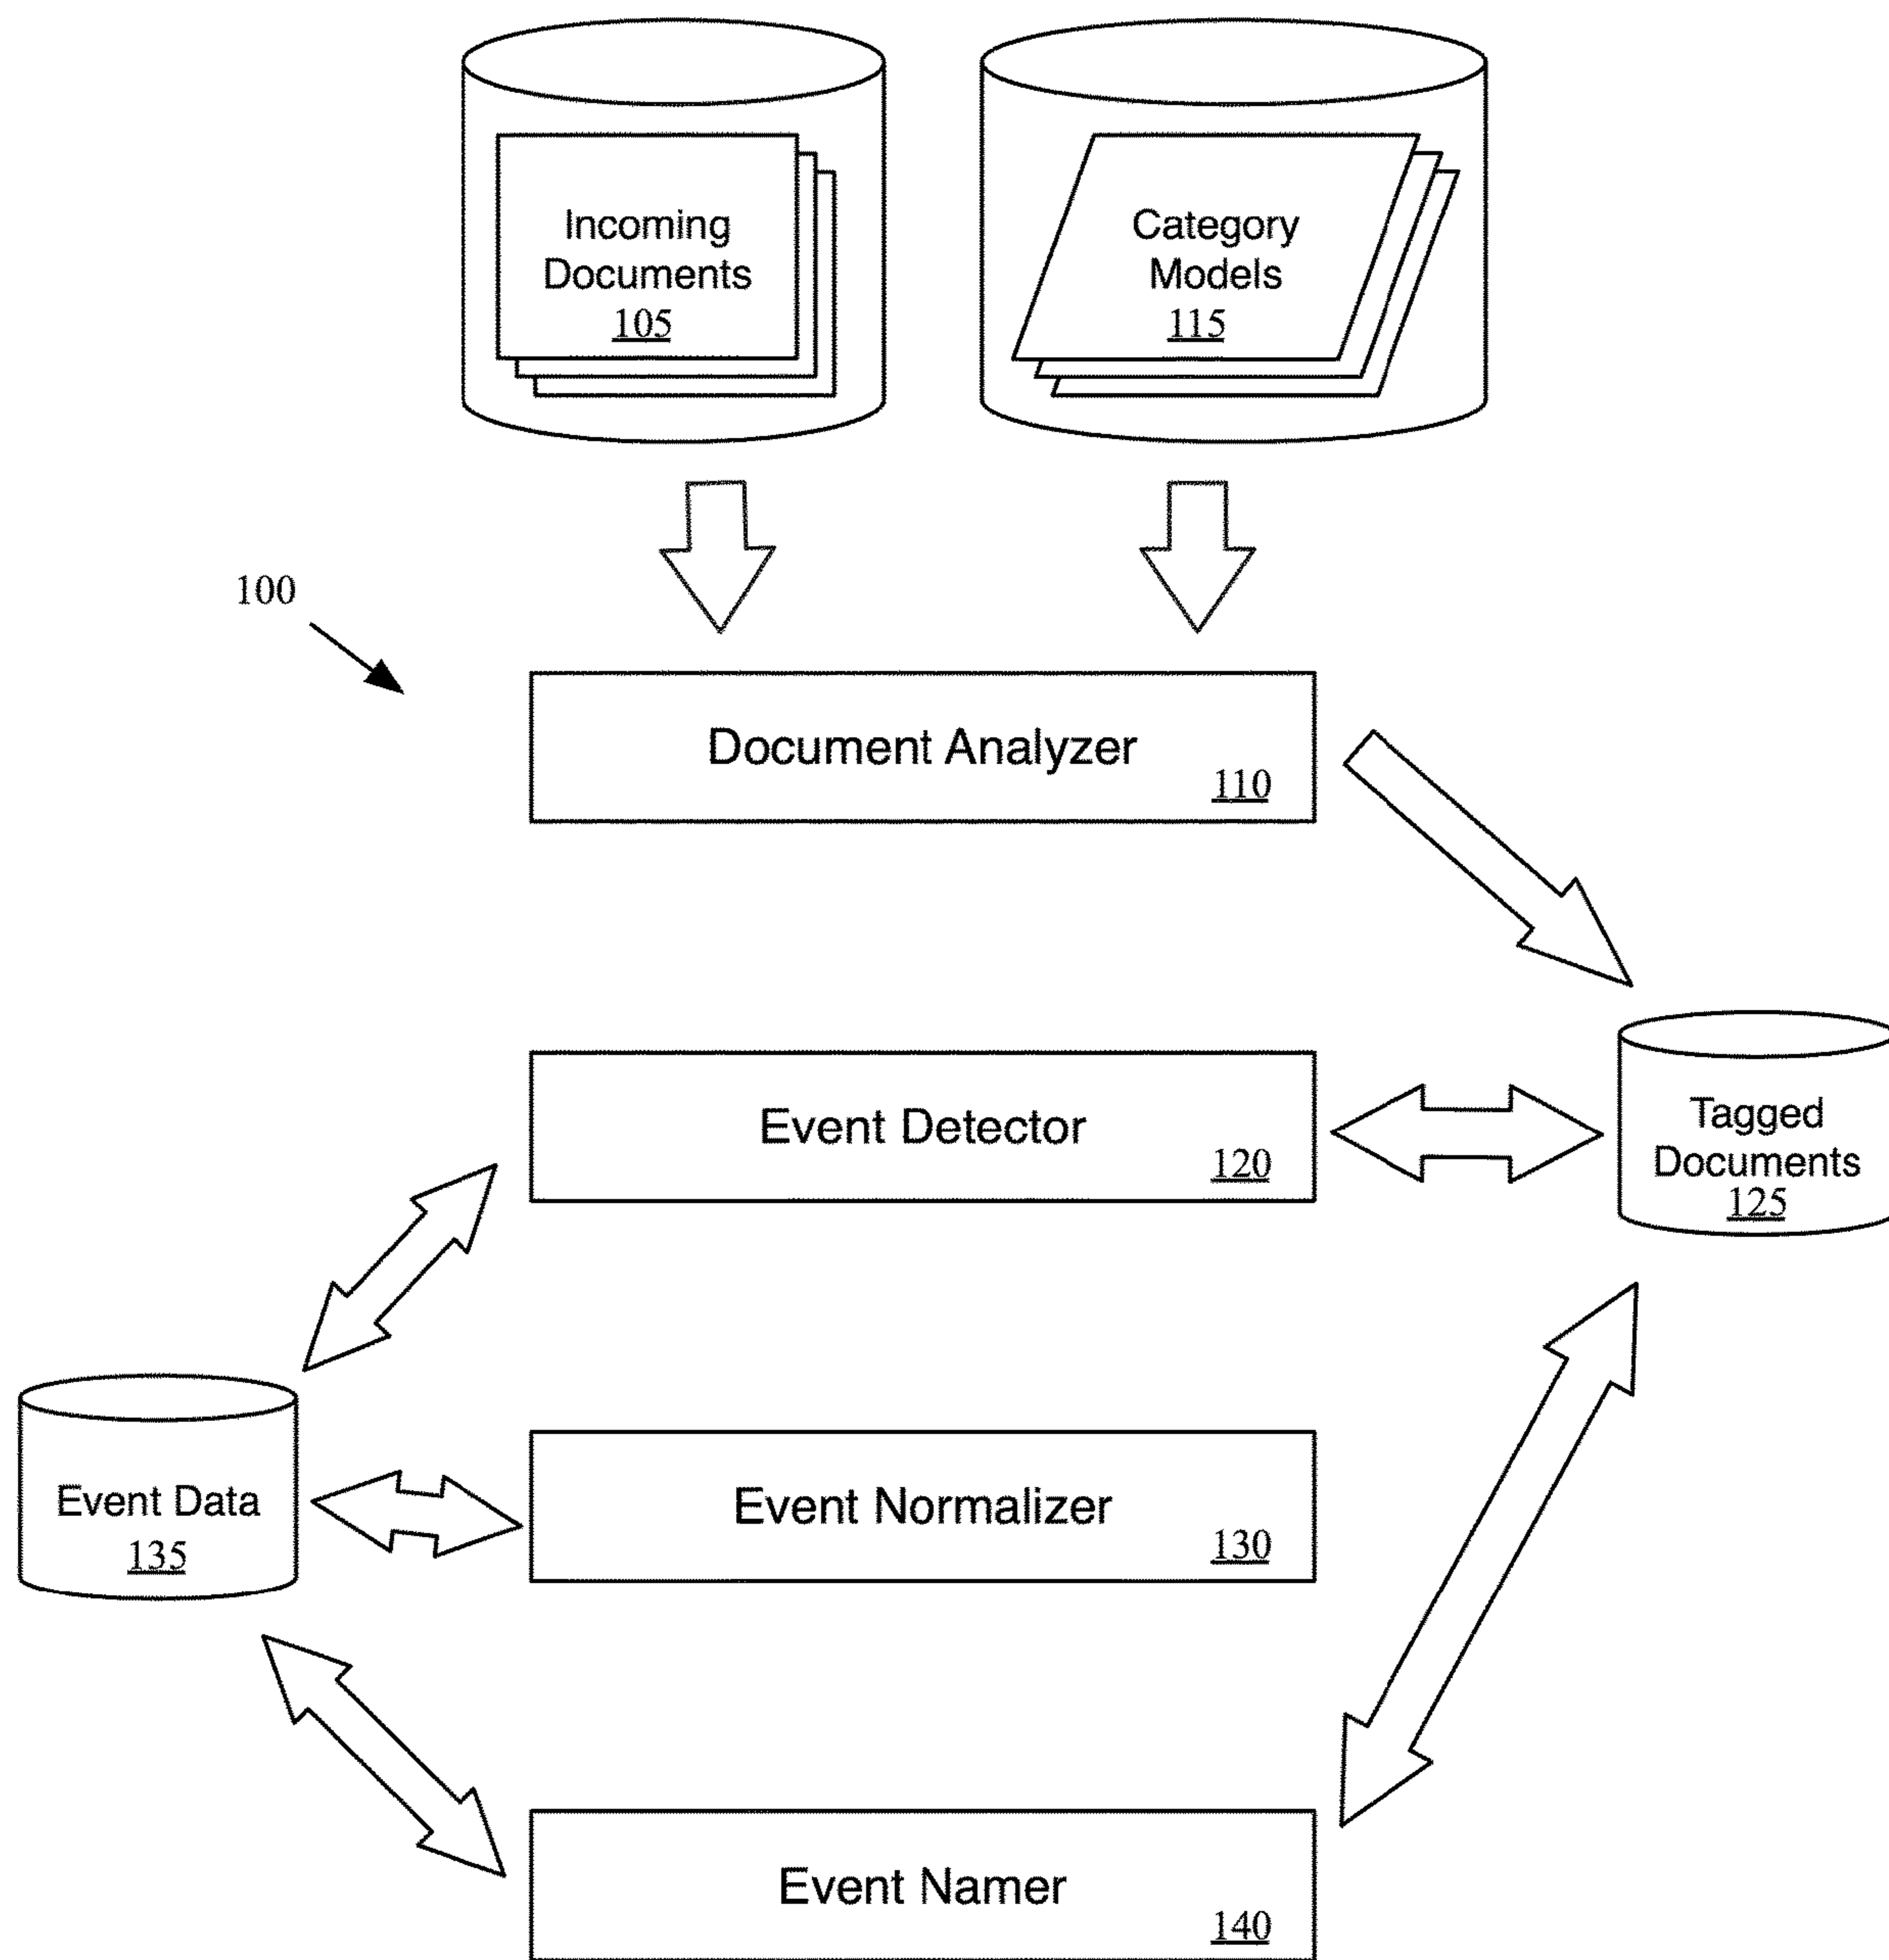 Incoming
Documents
105
Category
Models
115
100
Document Analyzer
110
Event Detector
120
Tagged
Documents
125
Event Data
135
Event Normalizer
130
Event Namer
140